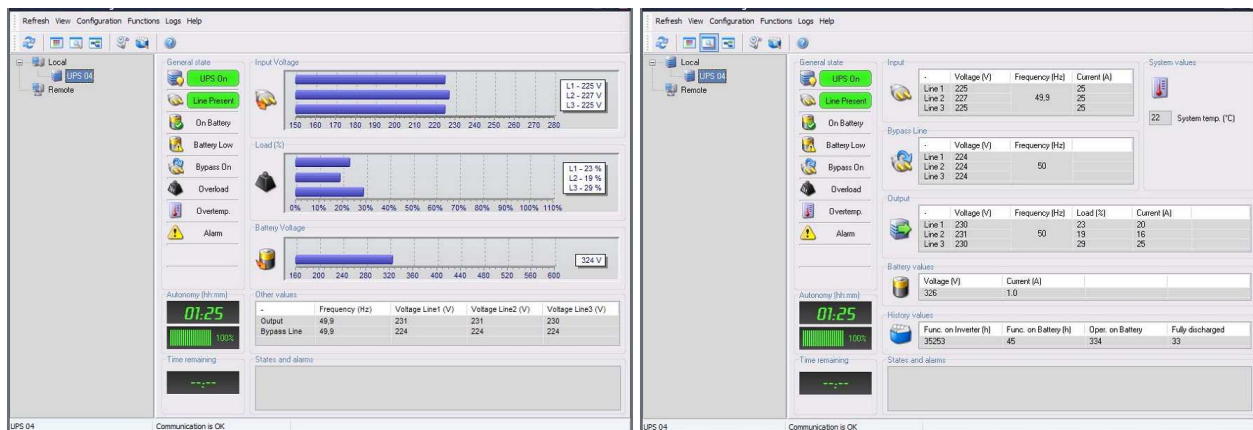 Refresh View Configuration Functions Logs Help
Local
UPS 04
Remote
General state
UPS On
Line Present
On Battery
Battery Low
Bypass On
Overload
Overtemp.
Alarm
Autonomy (hh:mm)
01:25
100%
Time remaining
--:--
Input Voltage
L1 - 225 V
L2 - 227 V
L3 - 225 V
150 160 170 180 190 200 210 220 230 240 250 260 270 280
Load (%)
L1 - 23 %
L2 - 19 %
L3 - 29 %
0% 10% 20% 30% 40% 50% 60% 70% 80% 90% 100% 110%
Battery Voltage
324 V
160 200 240 280 320 360 400 440 480 520 560 600
Other values
- Frequency (Hz) Voltage Line1 (V) Voltage Line2 (V) Voltage Line3 (V)
Output 49,9 231 231 230
Bypass Line 49,9 224 224 224
States and alarms
UPS 04 Communication is OK
Refresh View Configuration Functions Logs Help
Local
UPS 04
Remote
General state
UPS On
Line Present
On Battery
Battery Low
Bypass On
Overload
Overtemp.
Alarm
Autonomy (hh:mm)
01:25
100%
Time remaining
--:--
Input
- Voltage (V) Frequency (Hz) Current (A)
Line 1 225 25
Line 2 227 49,9 25
Line 3 225 25
System values
22 System temp. (°C)
Bypass Line
- Voltage (V) Frequency (Hz)
Line 1 224
Line 2 224 50
Line 3 224
Output
- Voltage (V) Frequency (Hz) Load (%) Current (A)
Line 1 230 23 20
Line 2 231 50 19 16
Line 3 230 29 25
Battery values
Voltage (V) Current (A)
326 1.0
History values
Func. on Inverter (h) Func. on Battery (h) Oper. on Battery Fully discharged
35253 45 334 33
States and alarms
UPS 04 Communication is OK